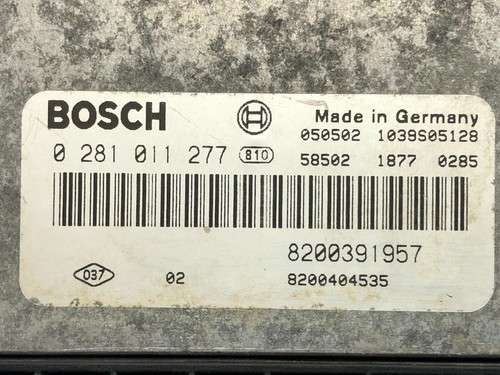 BOSCH
Made in Germany
050502 1039S05128
0 281 011 277 810
58502 1877 0285
8200391957
037 02 8200404535